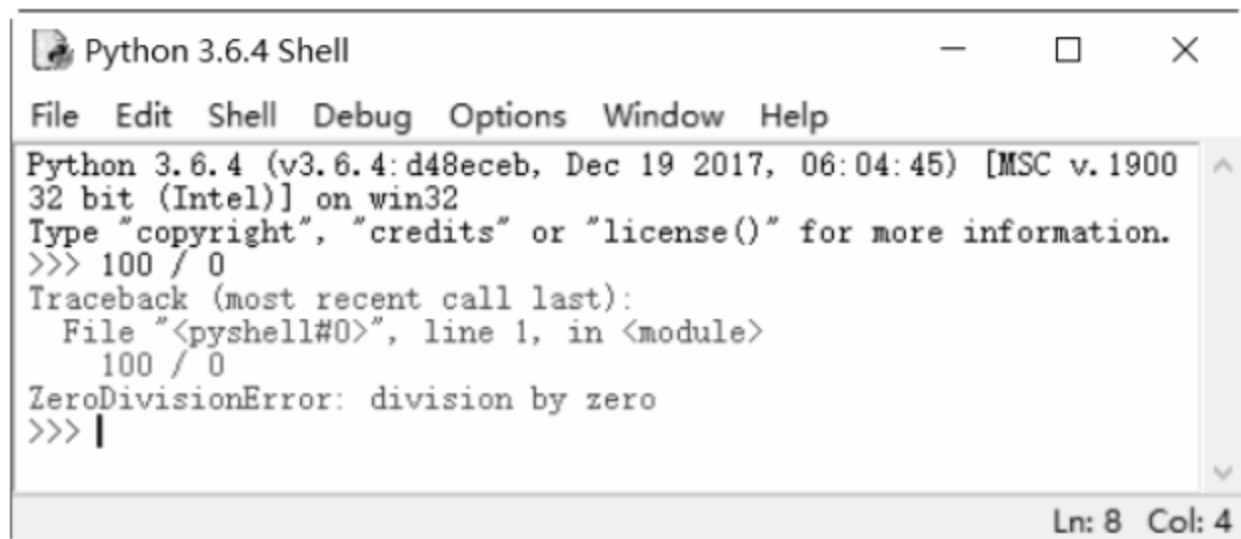 Python 3.6.4 Shell
File Edit Shell Debug Options Window Help
Python 3.6.4 (v3.6.4:d48eceb, Dec 19 2017, 06:04:45) [MSC v.1900
32 bit (Intel)] on win32
Type "copyright", "credits" or "license()" for more information.
>>> 100 / 0
Traceback (most recent call last):
  File "<pyshell#0>", line 1, in <module>
    100 / 0
ZeroDivisionError: division by zero
>>>
Ln: 8 Col: 4